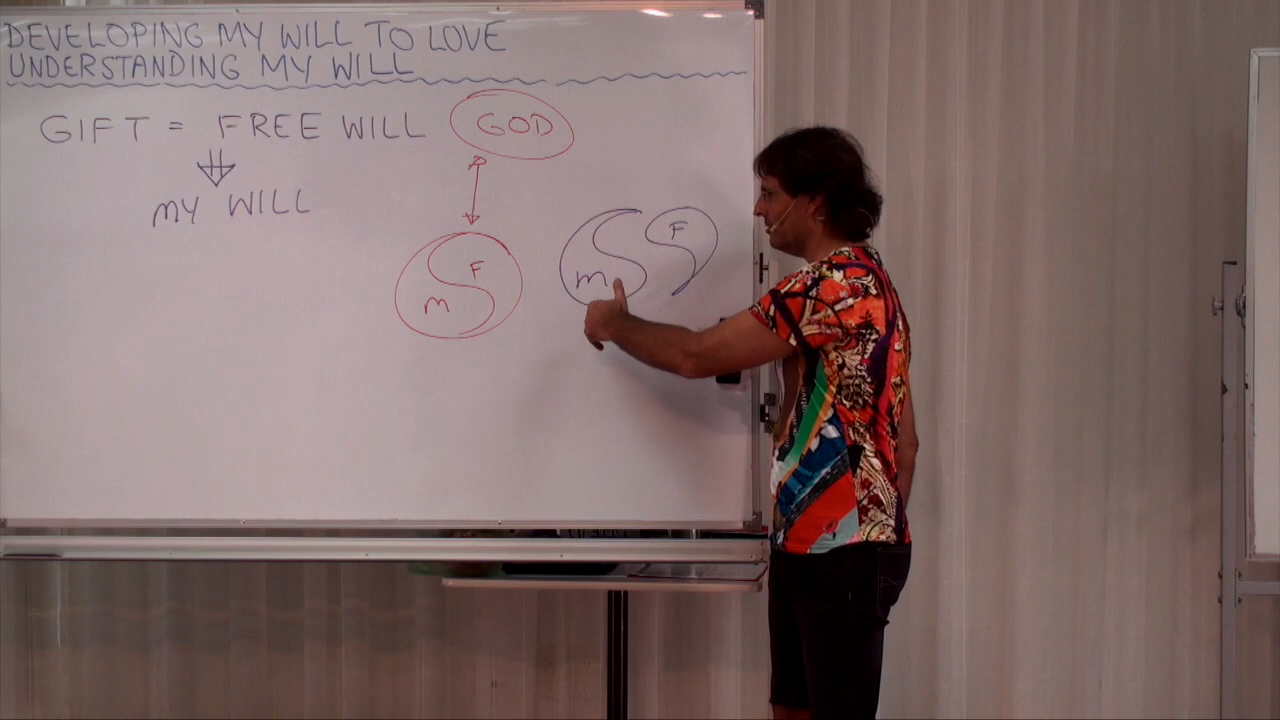 DEVELOPING MY WILL TO LOVE
UNDERSTANDING MY WILL
GIFT = FREE WILL
GOD
MY WILL
F
M
F
M